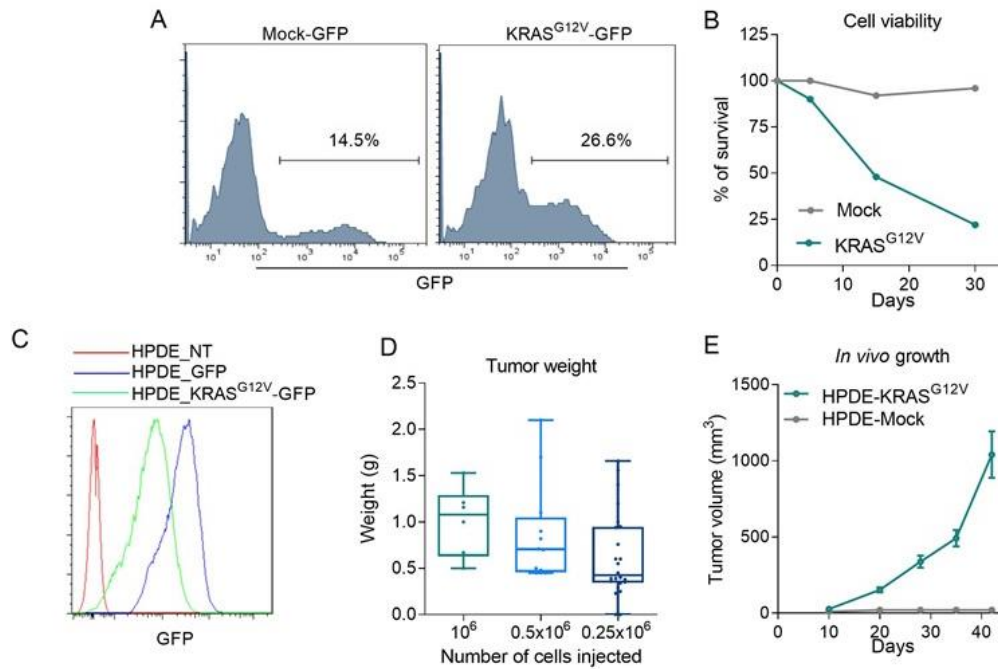 A
Mock-GFP
KRASG12V-GFP
14.5%
26.6%
10¹ 10² 10³ 10⁴ 10⁵
10¹ 10² 10³ 10⁴ 10⁵
GFP
B
Cell viability
% of survival
125
100
75
50
25
0
Mock
KRASG12V
0 10 20 30
Days
C
HPDE_NT
HPDE_GFP
HPDE_KRASG12V-GFP
GFP
D
Tumor weight
Weight (g)
2.5
2.0
1.5
1.0
0.5
0.0
10⁶ 0.5x10⁶ 0.25x10⁶
Number of cells injected
E
In vivo growth
HPDE-KRASG12V
HPDE-Mock
Tumor volume (mm³)
1500
1000
500
0
0 10 20 30 40
Days